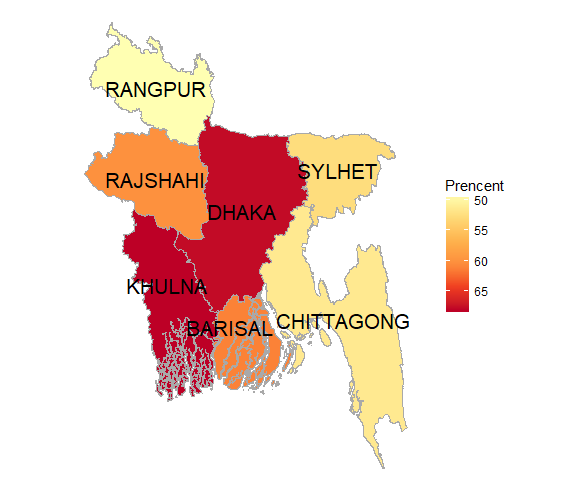 RANGPUR
RAJSHAHI
SYLHET
DHAKA
KHULNA
BARISAL
CHITTAGONG
Prencent
50
55
60
65